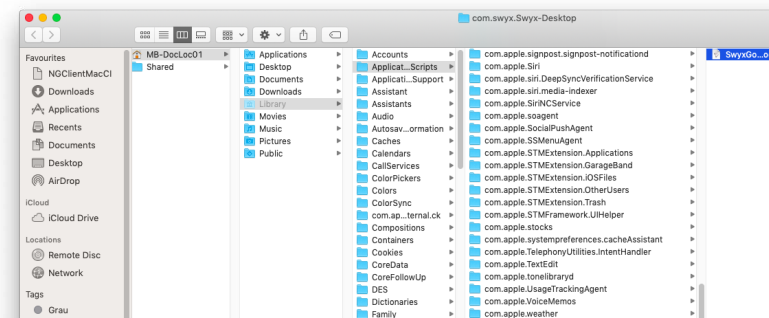 com.swyx.Swyx-Desktop
Favourites
NGClientMacCl
Downloads
Applications
Recents
Documents
Desktop
AirDrop
iCloud
iCloud Drive
Locations
Remote Disc
Network
Tags
Grau
MB-DocLoc01
Shared
Applications
Desktop
Documents
Downloads
Library
Movies
Music
Pictures
Public
Accounts
Applicat...Scripts
Applicati...Support
Assistant
Assistants
Audio
Autosav...ormation
Caches
Calendars
CallServices
ColorPickers
Colors
ColorSync
com.ap...ternal.ck
Compositions
Containers
Cookies
CoreData
CoreFollowUp
DES
Dictionaries
Family
com.apple.signpost.signpost-notificationd
com.apple.Siri
com.apple.siri.DeepSyncVerificationService
com.apple.siri.media-indexer
com.apple.SiriNCService
com.apple.soagent
com.apple.SocialPushAgent
com.apple.SSMenuAgent
com.apple.STMExtension.Applications
com.apple.STMExtension.GarageBand
com.apple.STMExtension.iOSFiles
com.apple.STMExtension.OtherUsers
com.apple.STMExtension.Trash
com.apple.STMFramework.UIHelper
com.apple.stocks
com.apple.systempreferences.cacheAssistant
com.apple.TelephonyUtilities.IntentHandler
com.apple.TextEdit
com.apple.tonelibraryd
com.apple.UsageTrackingAgent
com.apple.VoiceMemos
com.apple.weather
SwyxGo...o